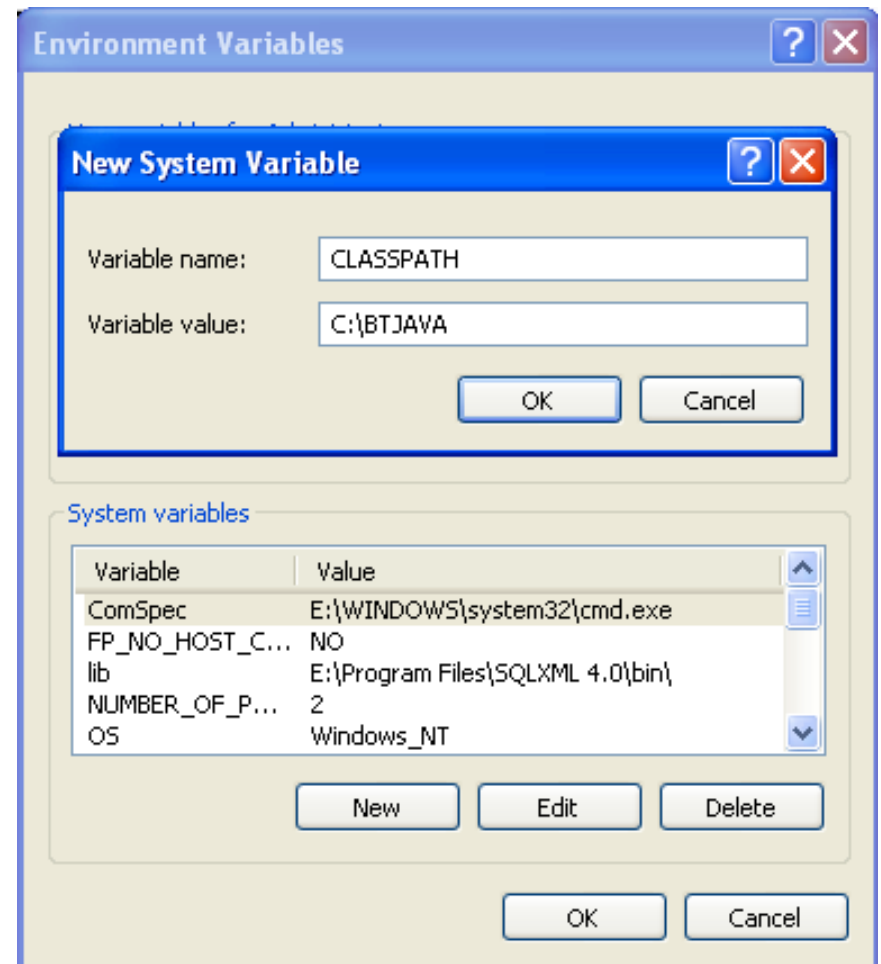 Environment Variables
New System Variable
Variable name: CLASSPATH
Variable value: C:\BTJAVA
OK Cancel
System variables
Variable Value
ComSpec E:\WINDOWS\system32\cmd.exe
FP_NO_HOST_C... NO
lib E:\Program Files\SQLXML 4.0\bin\
NUMBER_OF_P... 2
OS Windows_NT
New Edit Delete
OK Cancel